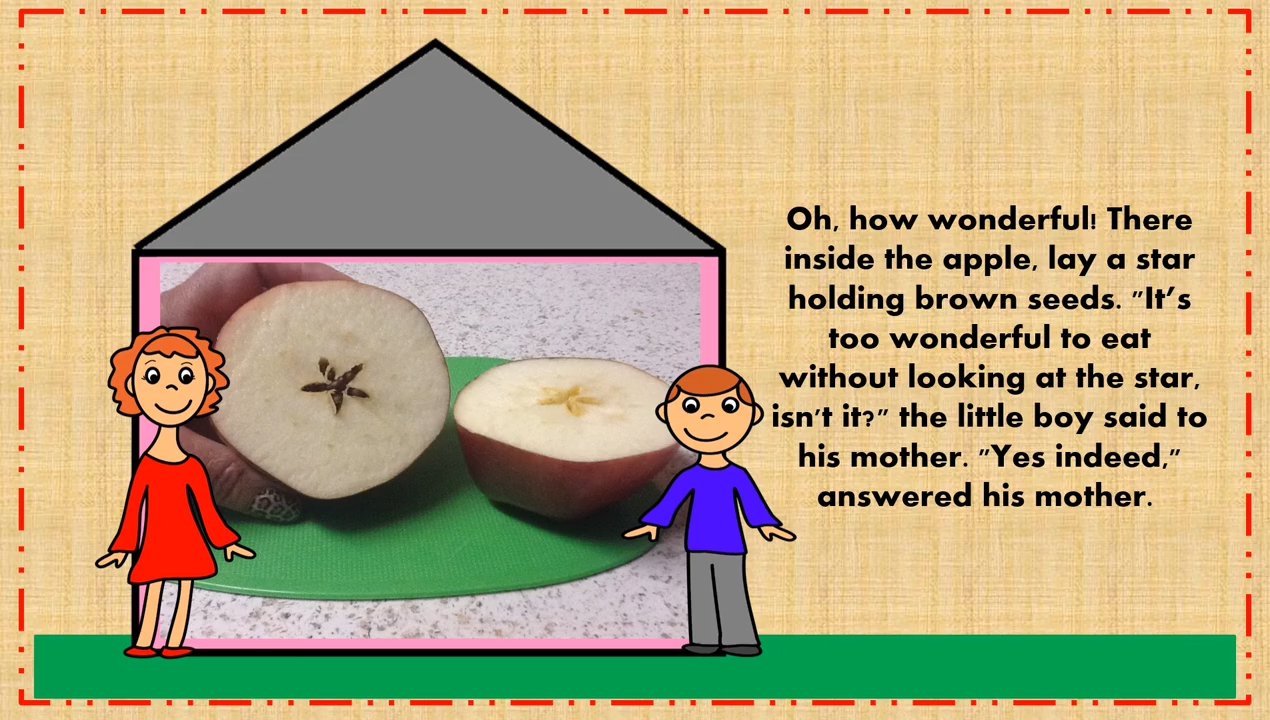 Oh, how wonderful! There
inside the apple, lay a star
holding brown seeds. "It's
too wonderful to eat
without looking at the star,
isn't it?" the little boy said to
his mother. "Yes indeed,"
answered his mother.